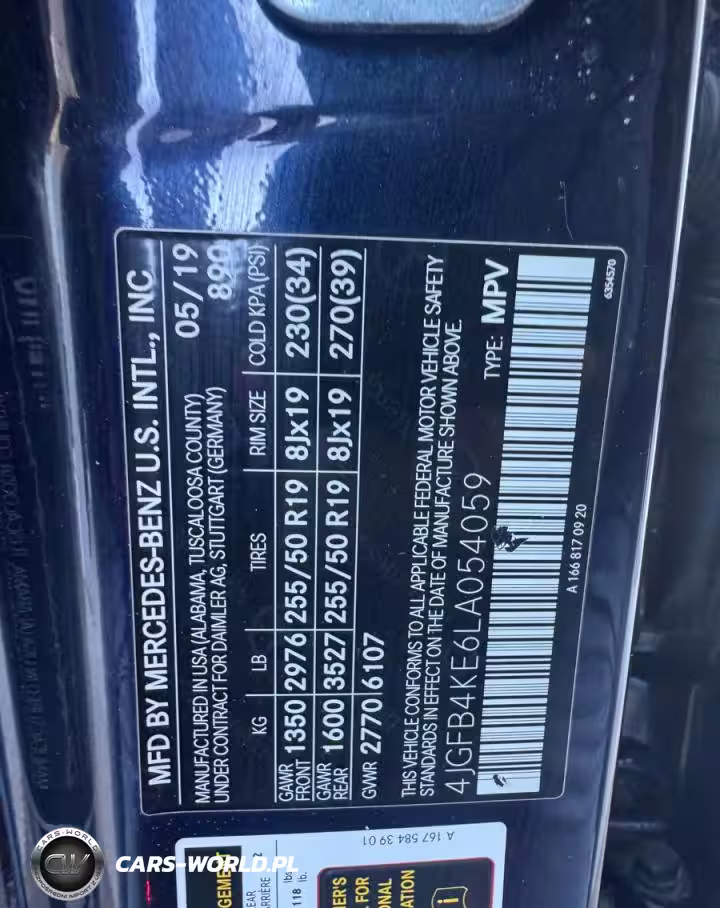 MFD BY MERCEDES-BENZ U.S. INTL., INC
05/19
MANUFACTURED IN USA (ALABAMA, TUSCALOOSA COUNTY)
890
UNDER CONTRACT FOR DAIMLER AG, STUTTGART (GERMANY)
KG LB TIRES RIM SIZE COLD KPA (PSI)
GAWR FRONT 1350 2976 255/50 R19 8Jx19 230(34)
GAWR REAR 1600 3527 255/50 R19 8Jx19 270(39)
GWR 2770 6107
THIS VEHICLE CONFORMS TO ALL APPLICABLE FEDERAL MOTOR VEHICLE SAFETY
STANDARDS IN EFFECT ON THE DATE OF MANUFACTURE SHOWN ABOVE.
4JGFB4KE6LA054059 TYPE: MPV
A 166 817 09 20
6354570
A 167 584 39 01
CARS-WORLD
CW
CARS-WORLD.PL